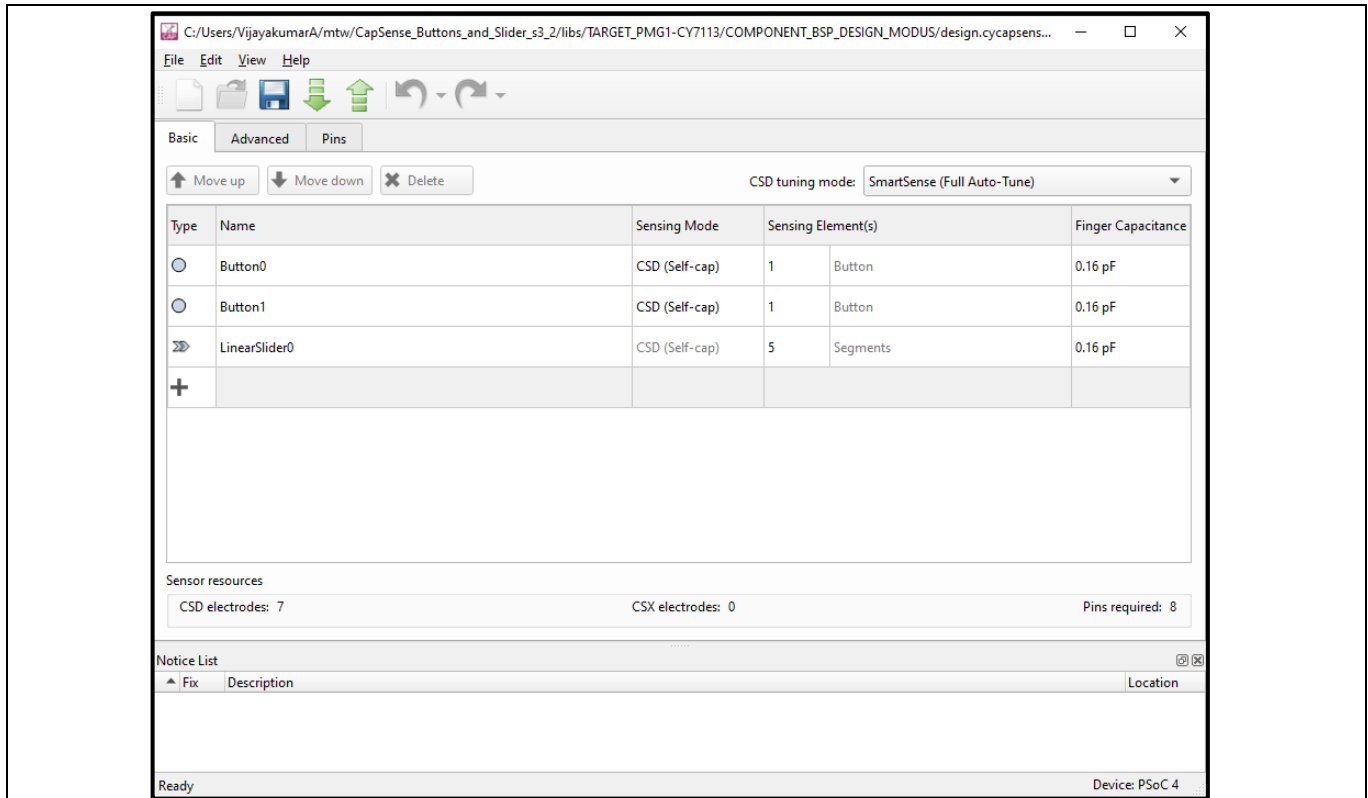 C:/Users/VijayakumarA/mtw/CapSense_Buttons_and_Slider_s3_2/libs/TARGET_PMG1-CY7113/COMPONENT_BSP_DESIGN_MODUS/design.cycapsens...
File Edit View Help
Basic Advanced Pins
Move up Move down Delete CSD tuning mode: SmartSense (Full Auto-Tune)
Type Name Sensing Mode Sensing Element(s) Finger Capacitance
Button0 CSD (Self-cap) 1 Button 0.16 pF
Button1 CSD (Self-cap) 1 Button 0.16 pF
LinearSlider0 CSD (Self-cap) 5 Segments 0.16 pF
Sensor resources
CSD electrodes: 7 CSX electrodes: 0 Pins required: 8
Notice List
Fix Description Location
Ready Device: PSoC 4